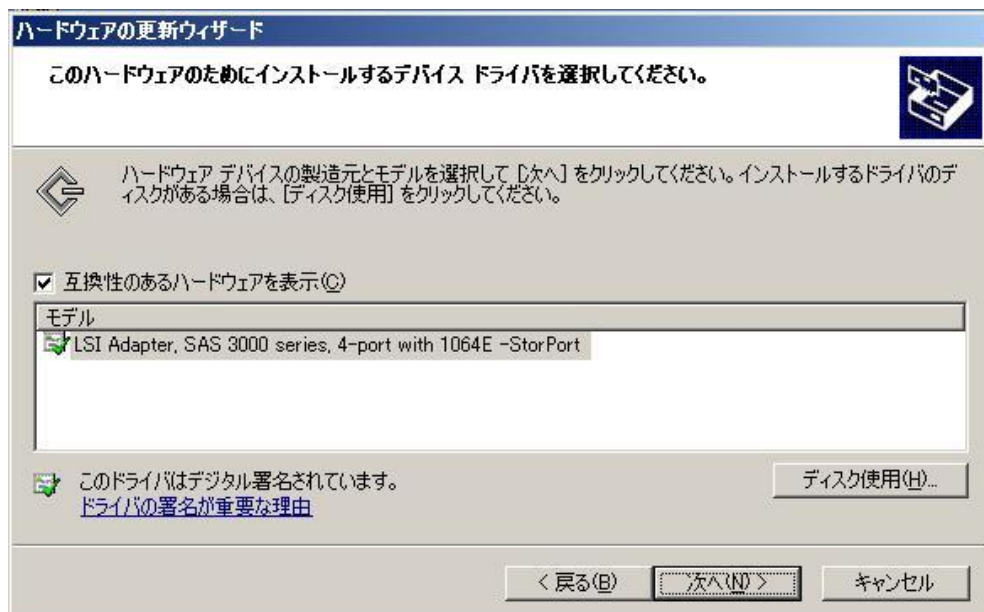 ハードウェアの更新ウィザード
このハードウェアのためにインストールするデバイス ドライバを選択してください。
ハードウェア デバイスの製造元とモデルを選択して [次へ] をクリックしてください。インストールするドライバのデ
ィスクがある場合は、[ディスク使用] をクリックしてください。
互換性のあるハードウェアを表示(C)
モデル
LSI Adapter, SAS 3000 series, 4-port with 1064E -StorPort
このドライバはデジタル署名されています。
ディスク使用(H)...
ドライバの署名が重要な理由
< 戻る(B)
次へ(N) >
キャンセル